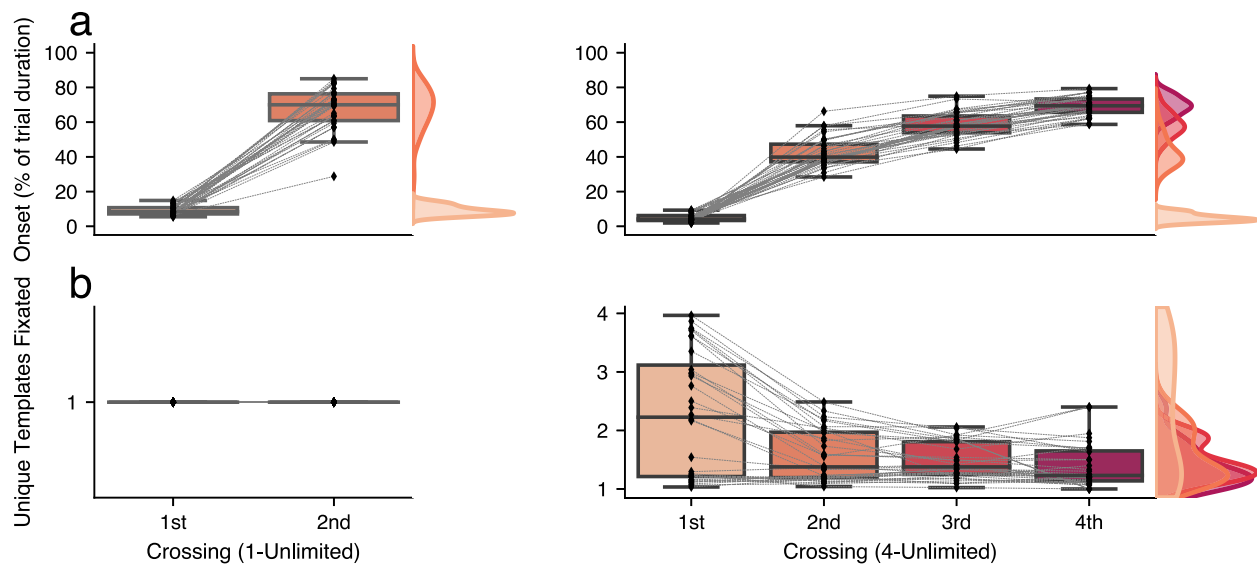 a
Onset (% of trial duration)
100
80
60
40
20
0
100
80
60
40
20
0
b
Unique Templates Fixated
1
1st
2nd
Crossing (1-Unlimited)
4
3
2
1
1st
2nd
3rd
4th
Crossing (4-Unlimited)